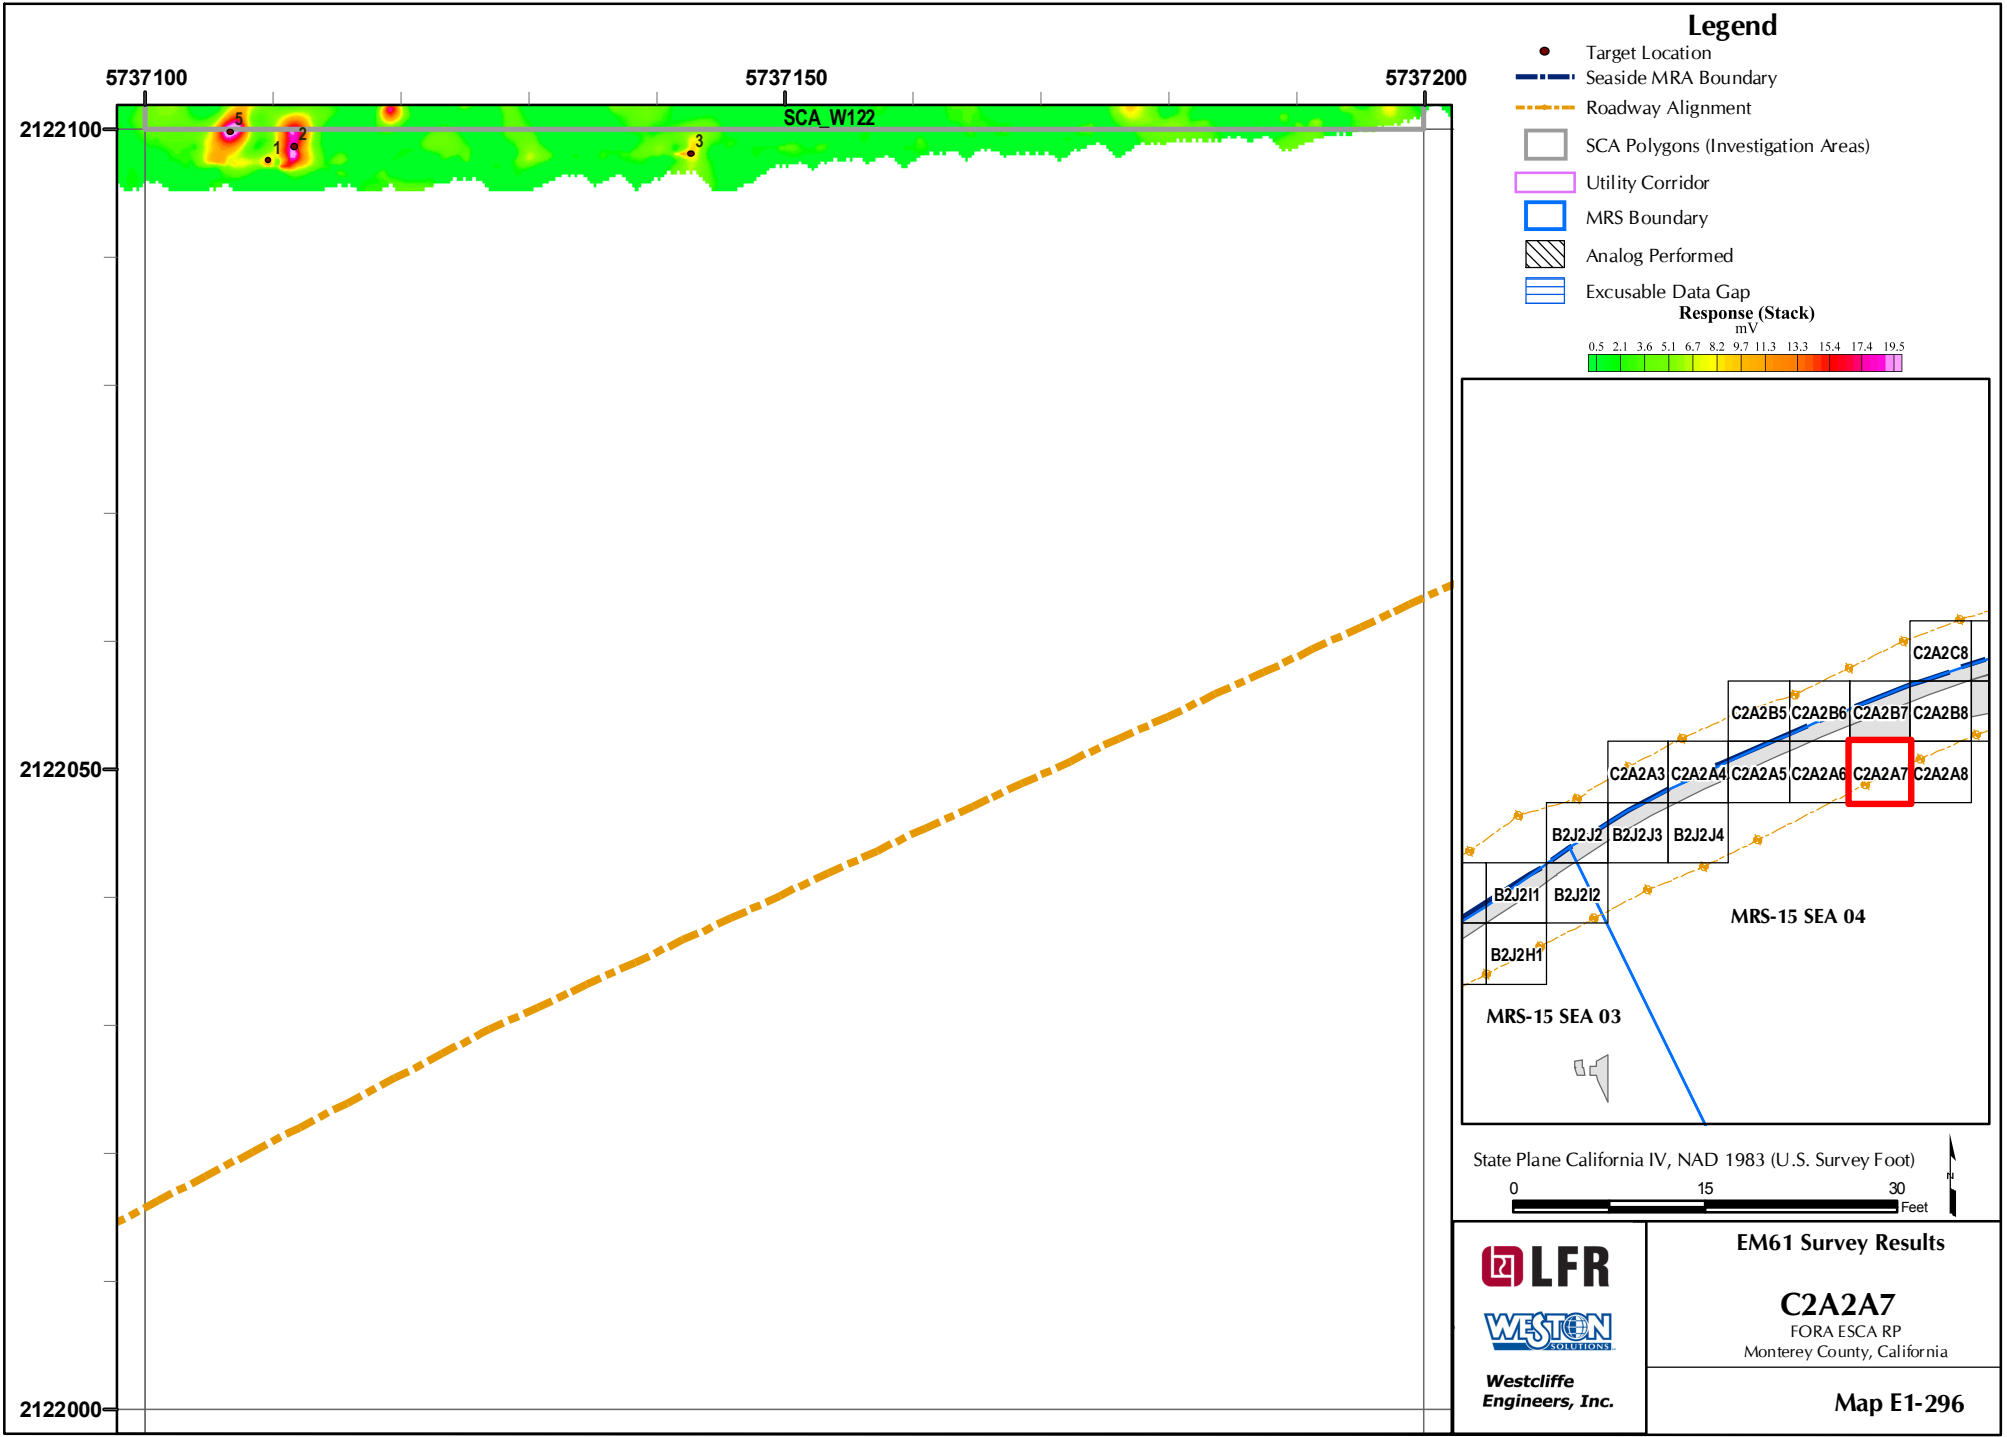 Legend
Target Location
Seaside MRA Boundary
Roadway Alignment
SCA Polygons (Investigation Areas)
Utility Corridor
MRS Boundary
Analog Performed
Excusable Data Gap
Response (Stack)
mV
0.5 2.1 3.6 5.1 6.7 8.2 9.7 11.3 13.3 15.4 17.4 19.5
5737100 5737150 5737200
2122100
SCA_W122
5
2
1
3
2122050
2122000
C2A2C8
C2A2B5 C2A2B6 C2A2B7 C2A2B8
C2A2A3 C2A2A4 C2A2A5 C2A2A6 C2A2A7 C2A2A8
B2J2J2 B2J2J3 B2J2J4
B2J2I1 B2J2I2
MRS-15 SEA 04
B2J2H1
MRS-15 SEA 03
State Plane California IV, NAD 1983 (U.S. Survey Foot)
N
0 15 30
Feet
LFR
WESTON
SOLUTIONS
Westcliffe
Engineers, Inc.
EM61 Survey Results
C2A2A7
FORA ESCA RP
Monterey County, California
Map E1-296